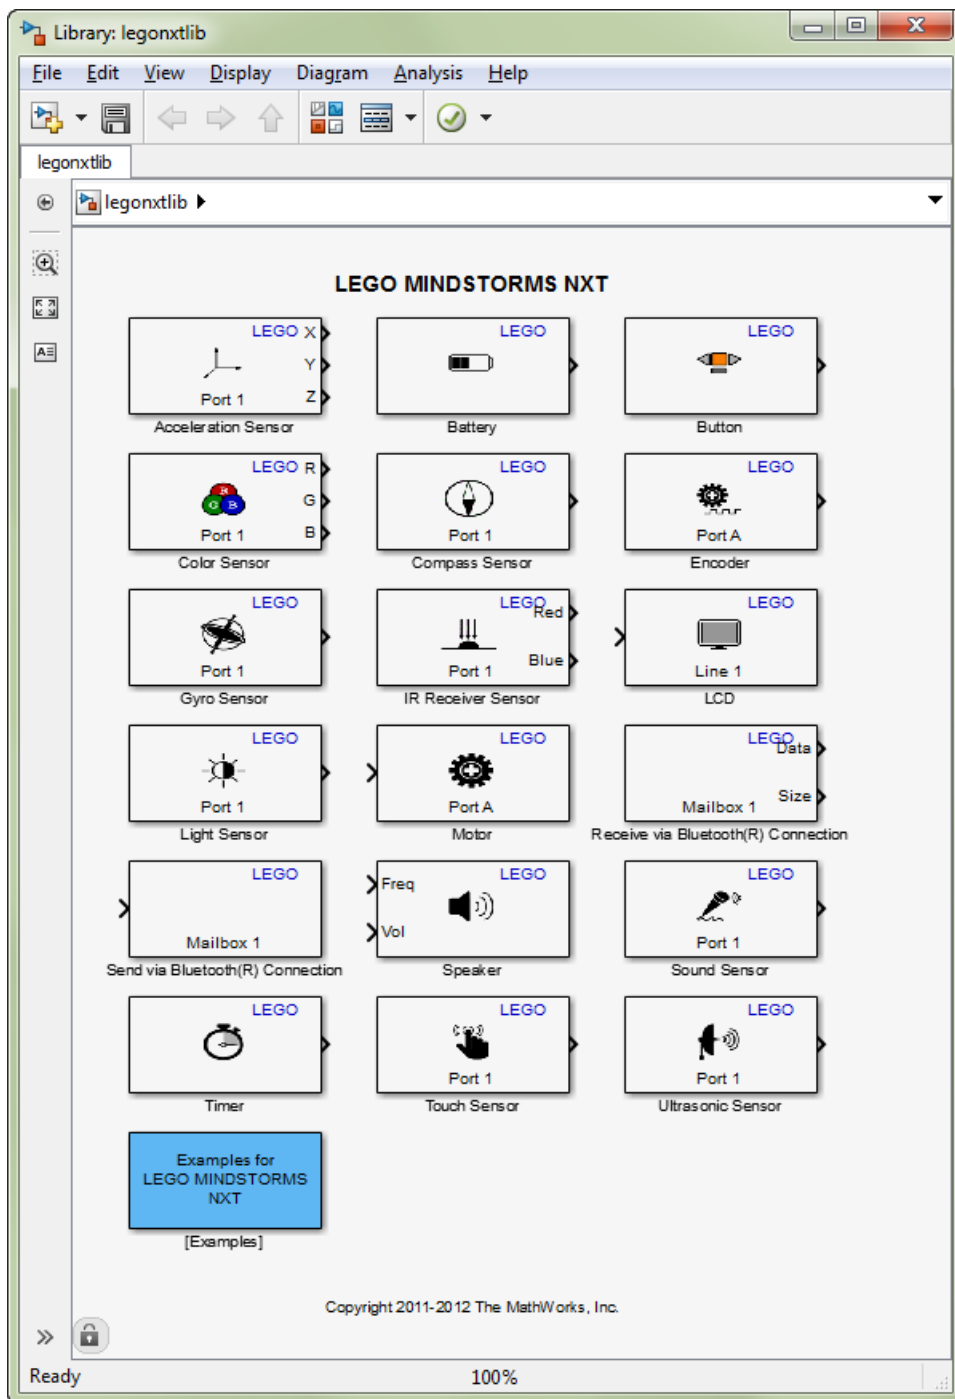 Library: legonxtlib
File Edit View Display Diagram Analysis Help
legonxtlib
legonxtlib
LEGO MINDSTORMS NXT
LEGO X
Y
Port 1 Z
Acceleration Sensor
LEGO
Battery
LEGO
Button
LEGO R
R
G B
G
Port 1 B
Color Sensor
LEGO
Port 1
Compass Sensor
LEGO
Port A
Encoder
LEGO
Port 1
Gyro Sensor
LEGO
Red
Blue
Port 1
IR Receiver Sensor
LEGO
Line 1
LCD
LEGO
Port 1
Light Sensor
LEGO
Port A
Motor
LEGO
Data
Size
Mailbox 1
Receive via Bluetooth(R) Connection
LEGO
Mailbox 1
Send via Bluetooth(R) Connection
LEGO
Freq
Vol
Speaker
LEGO
Port 1
Sound Sensor
LEGO
Timer
LEGO
Port 1
Touch Sensor
LEGO
Port 1
Ultrasonic Sensor
Examples for
LEGO MINDSTORMS
NXT
[Examples]
Copyright 2011-2012 The MathWorks, Inc.
Ready 100%